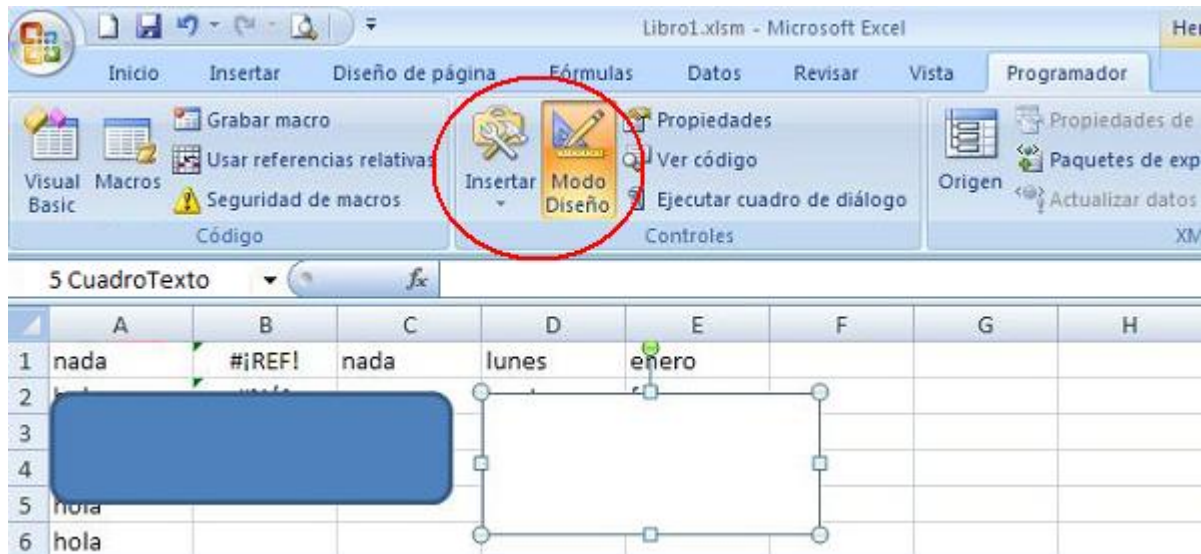 Libro1.xlsm - Microsoft Excel
Inicio Insertar Diseño de página Fórmulas Datos Revisar Vista Programador
Visual Basic
Macros
Grabar macro
Usar referencias relativas
Seguridad de macros
Código
Insertar
Modo Diseño
Propiedades
Ver código
Ejecutar cuadro de diálogo
Controles
Origen
Propiedades de
Paquetes de exp
Actualizar datos
5 CuadroTexto fx
A B C D E F G H
1 nada #¡REF! nada lunes enero
2
3
4
5 hola
6 hola